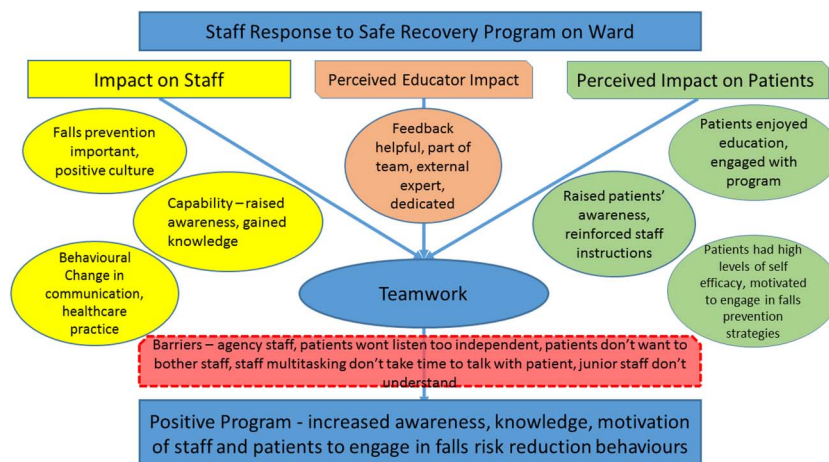 Staff Response to Safe Recovery Program on Ward
Impact on Staff
Perceived Educator Impact
Perceived Impact on Patients
Falls prevention
important,
positive culture
Capability – raised
awareness, gained
knowledge
Behavioural
Change in
communication,
healthcare
practice
Feedback
helpful, part of
team, external
expert,
dedicated
Patients enjoyed
education,
engaged with
program
Raised patients'
awareness,
reinforced staff
instructions
Patients had high
levels of self
efficacy, motivated
to engage in falls
prevention
strategies
Teamwork
Barriers – agency staff, patients wont listen too independent, patients don't want to
bother staff, staff multitasking don't take time to talk with patient, junior staff don't
understand
Positive Program - increased awareness, knowledge, motivation
of staff and patients to engage in falls risk reduction behaviours